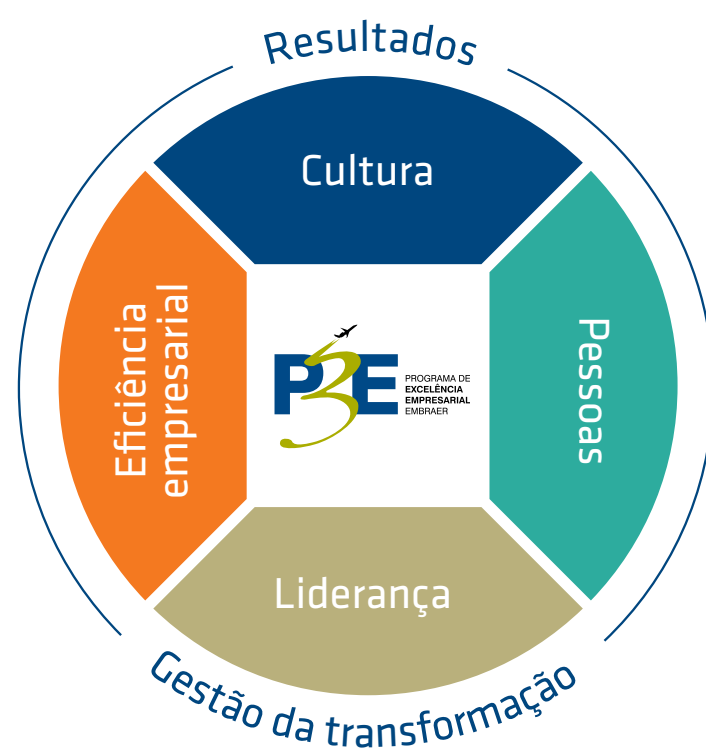 Resultados
Cultura
Eficiência
empresarial
P3E
PROGRAMA DE
EXCELÊNCIA
EMPRESARIAL
EMBRAER
Pessoas
Liderança
Gestão da transformação